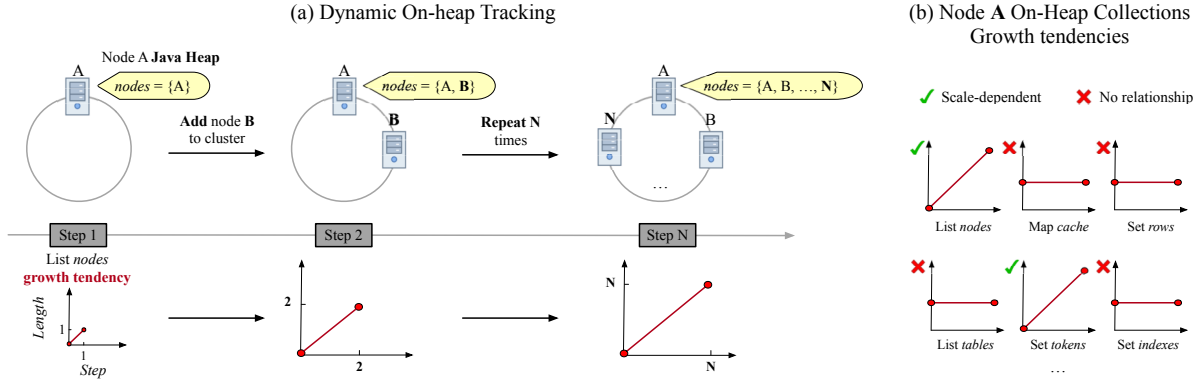 (a) Dynamic On-heap Tracking
Node A Java Heap
A
nodes = {A}
Add node B
to cluster
A
nodes = {A, B}
B
Repeat N
times
A
nodes = {A, B, …, N}
N
B
…
Step 1
Step 2
Step N
List nodes
growth tendency
Length
1
1
Step
2
2
N
N
(b) Node A On-Heap Collections
Growth tendencies
Scale-dependent
No relationship
List nodes
Map cache
Set rows
List tables
Set tokens
Set indexes
…